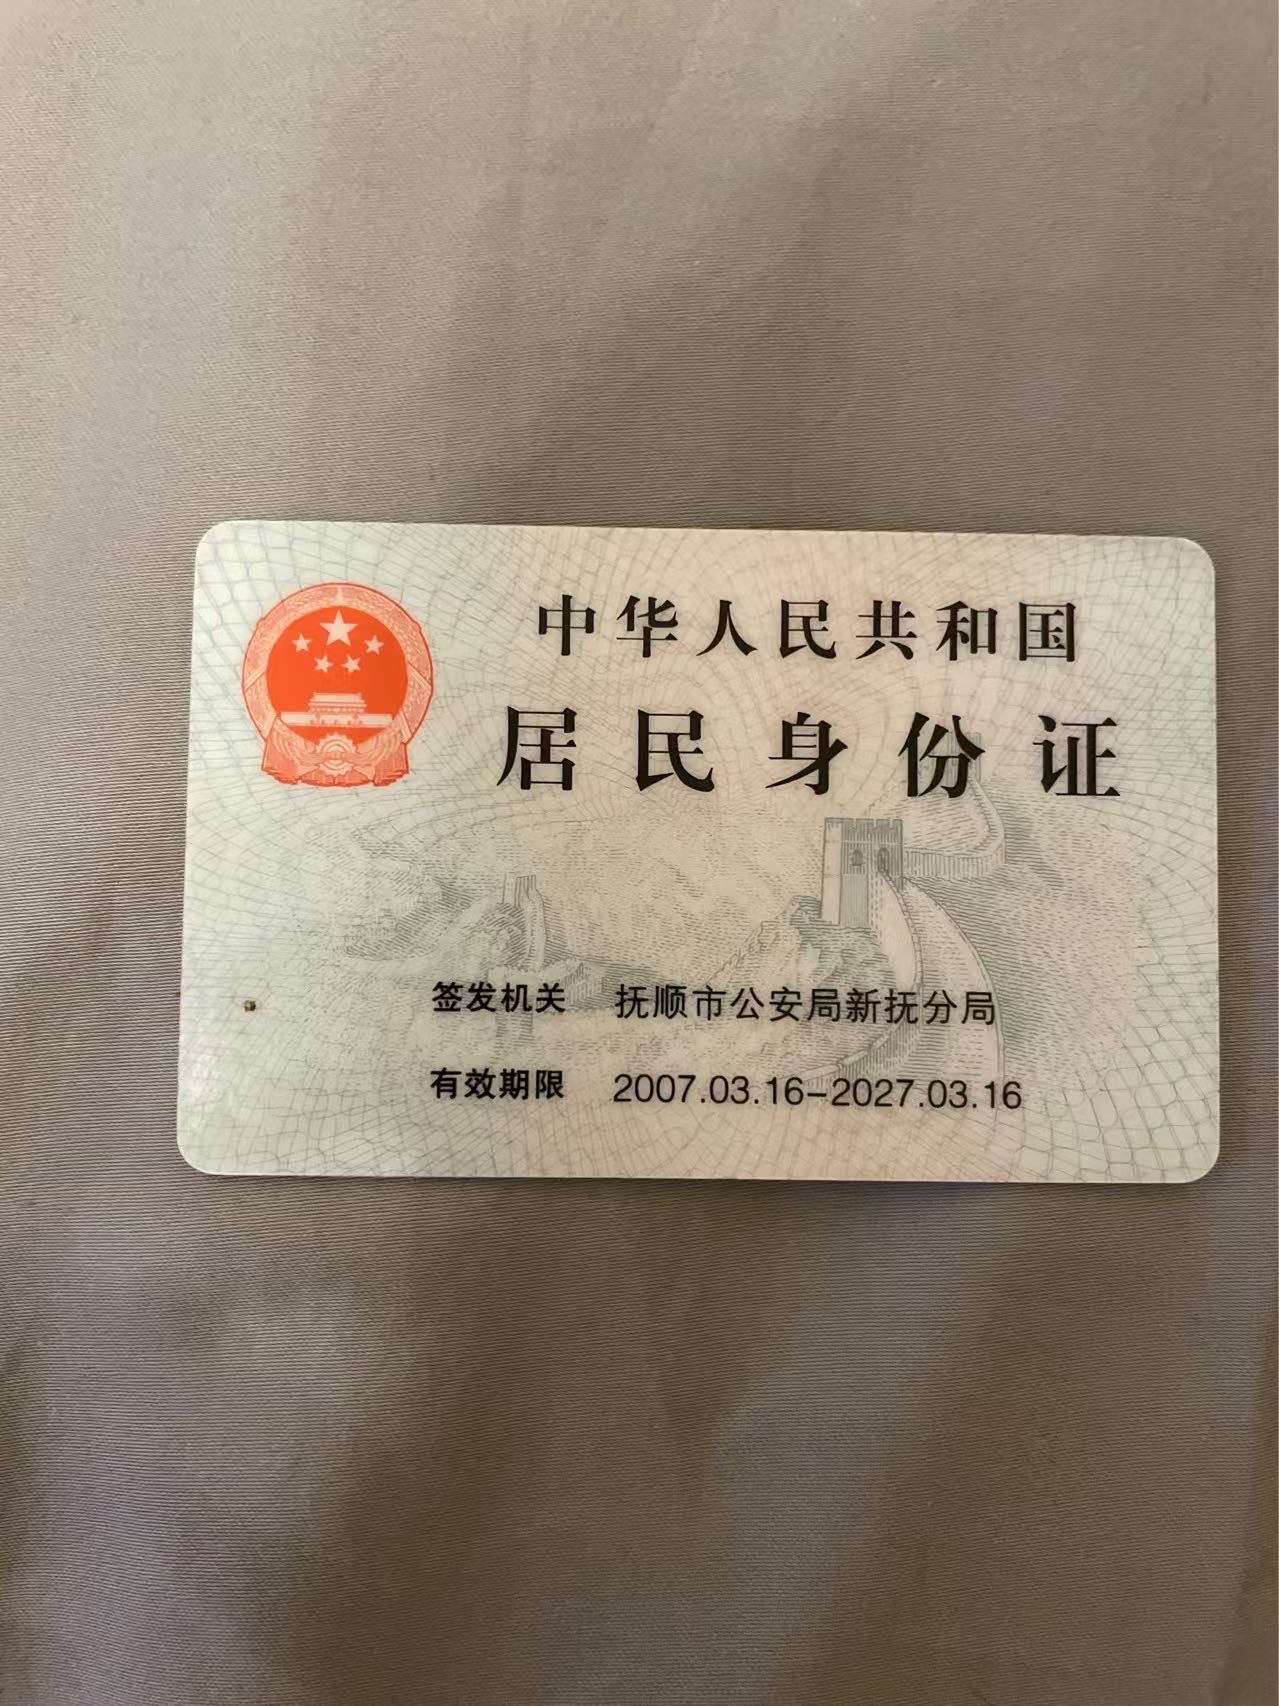 中华人民共和国
居民身份证
签发机关 抚顺市公安局新抚分局
有效期限 2007.03.16-2027.03.16